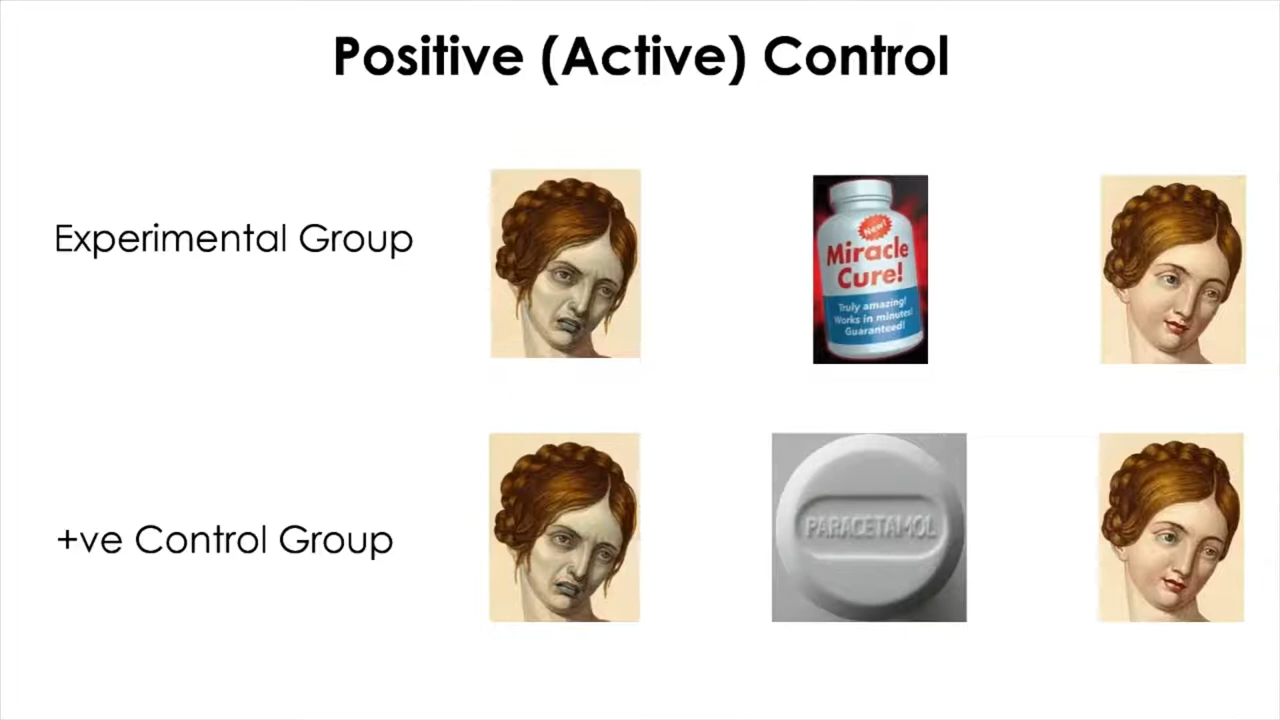 Positive (Active) Control
Experimental Group
New!
Miracle
Cure!
Truly amazing!
Works in minutes!
Guaranteed!
+ve Control Group
PARACETAMOL